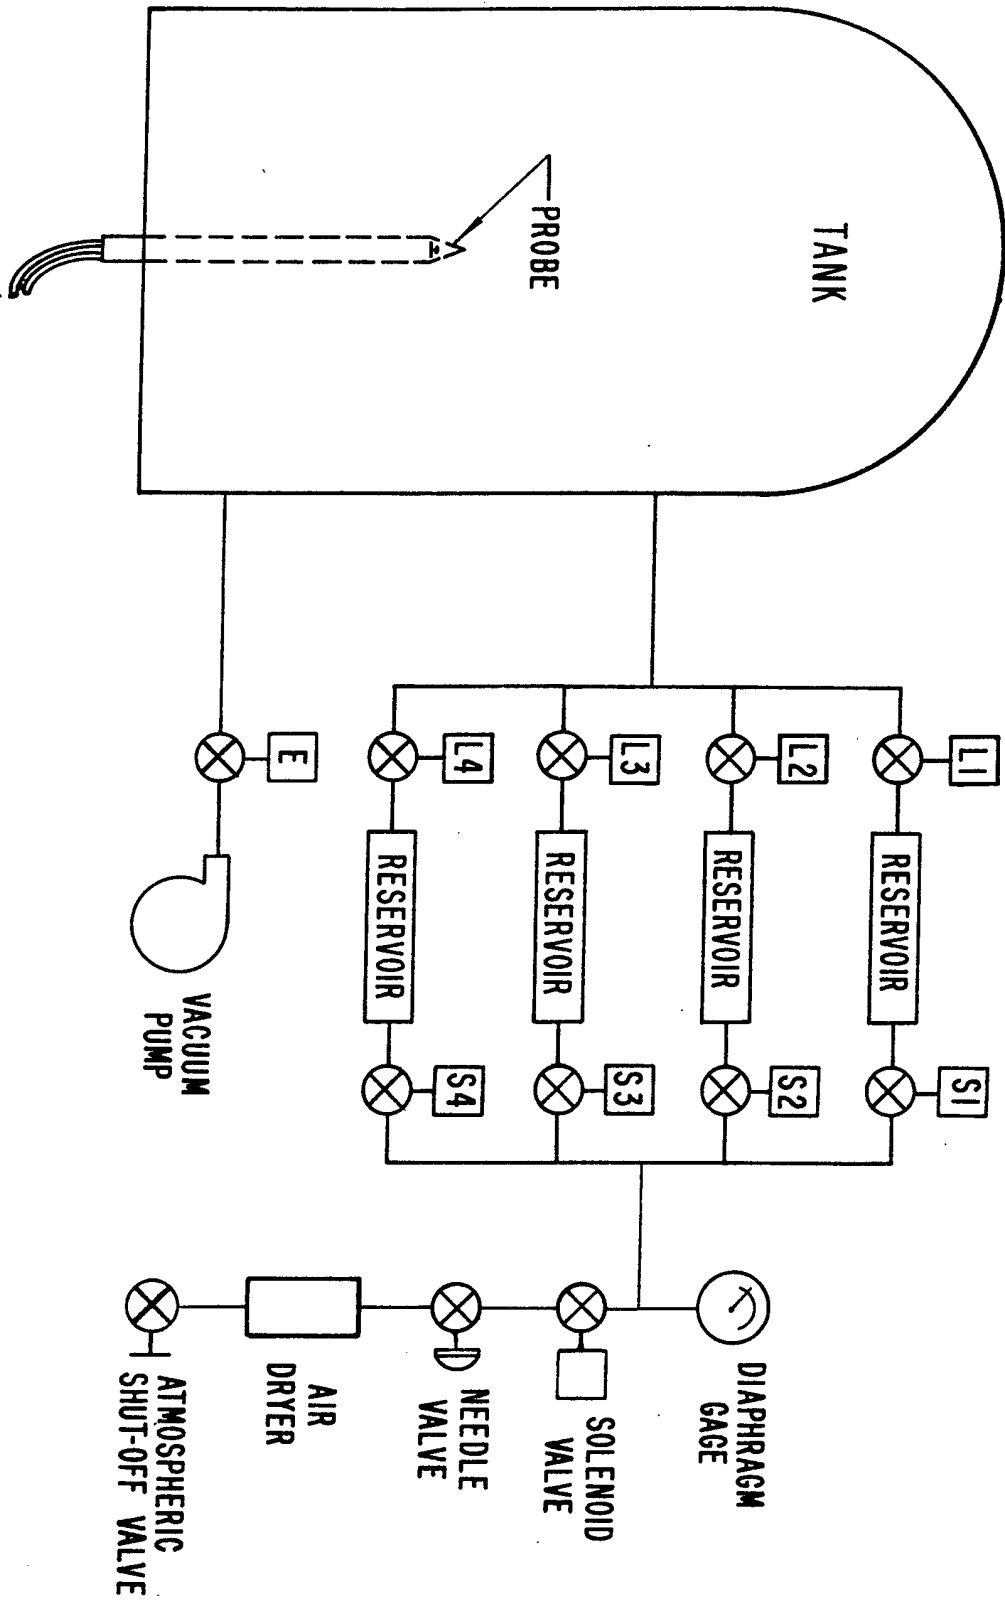 TANK
PROBE
L1
L2
L3
L4
E
RESERVOIR
RESERVOIR
RESERVOIR
RESERVOIR
VACUUM
PUMP
S1
S2
S3
S4
DIAPHRAGM
GAGE
SOLENOID
VALVE
NEEDLE
VALVE
AIR
DRYER
ATMOSPHERIC
SHUT-OFF VALVE